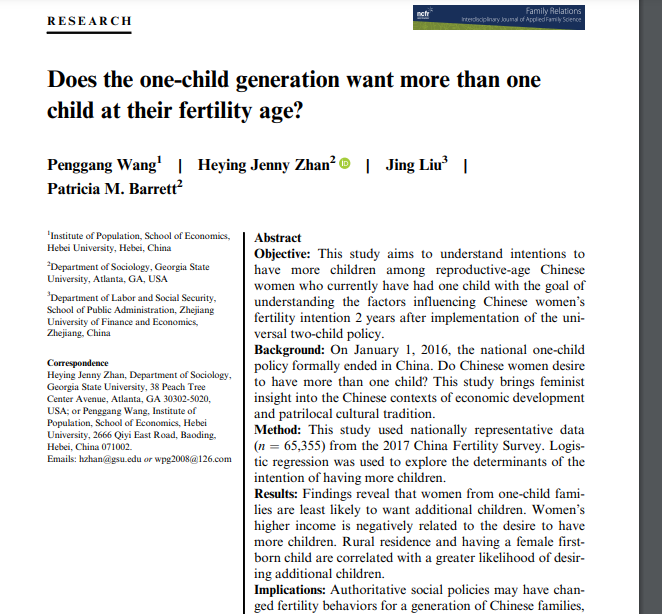 RESEARCH
ncfr
Family Relations
Interdisciplinary Journal of Applied Family Science
Does the one-child generation want more than one
child at their fertility age?
Penggang Wang1 | Heying Jenny Zhan2 | Jing Liu3 |
Patricia M. Barrett2
1Institute of Population, School of Economics,
Hebei University, Hebei, China
2Department of Sociology, Georgia State
University, Atlanta, GA, USA
3Department of Labor and Social Security,
School of Public Administration, Zhejiang
University of Finance and Economics,
Zhejiang, China
Correspondence
Heying Jenny Zhan, Department of Sociology,
Georgia State University, 38 Peach Tree
Center Avenue, Atlanta, GA 30302-5020,
USA; or Penggang Wang, Institute of
Population, School of Economics, Hebei
University, 2666 Qiyi East Road, Baoding,
Hebei, China 071002.
Emails: hzhan@gsu.edu or wpg2008@126.com
Abstract
Objective: This study aims to understand intentions to
have more children among reproductive-age Chinese
women who currently have had one child with the goal of
understanding the factors influencing Chinese women's
fertility intention 2 years after implementation of the uni-
versal two-child policy.
Background: On January 1, 2016, the national one-child
policy formally ended in China. Do Chinese women desire
to have more than one child? This study brings feminist
insight into the Chinese contexts of economic development
and patrilocal cultural tradition.
Method: This study used nationally representative data
(n = 65,355) from the 2017 China Fertility Survey. Logis-
tic regression was used to explore the determinants of the
intention of having more children.
Results: Findings reveal that women from one-child fami-
lies are least likely to want additional children. Women's
higher income is negatively related to the desire to have
more children. Rural residence and having a female first-
born child are correlated with a greater likelihood of desir-
ing additional children.
Implications: Authoritative social policies may have chan-
ged fertility behaviors for a generation of Chinese families,